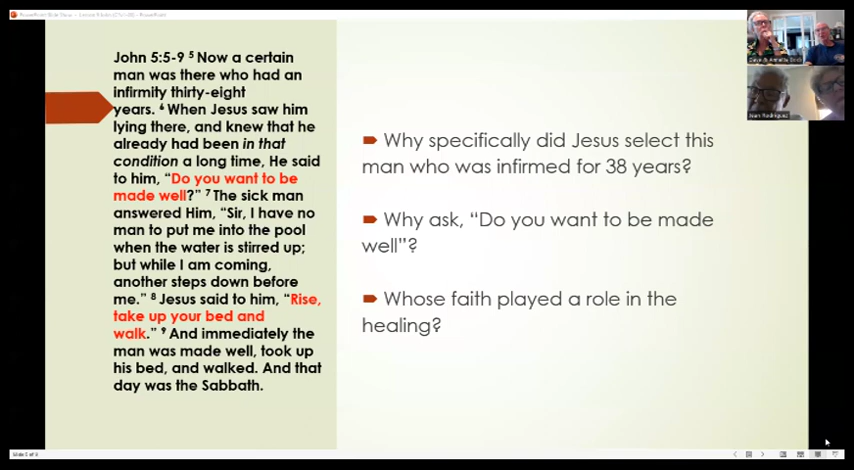 John 5:5-9 ⁵ Now a certain
man was there who had an
infirmity thirty-eight
years. ⁶ When Jesus saw him
lying there, and knew that he
already had been in that
condition a long time, He said
to him, “Do you want to be
made well?” ⁷ The sick man
answered Him, “Sir, I have no
man to put me into the pool
when the water is stirred up;
but while I am coming,
another steps down before
me.” ⁸ Jesus said to him, “Rise,
take up your bed and
walk.” ⁹ And immediately the
man was made well, took up
his bed, and walked. And that
day was the Sabbath.
Why specifically did Jesus select this
man who was infirmed for 38 years?
Why ask, “Do you want to be made
well”?
Whose faith played a role in the
healing?
Ivan Rodriguez